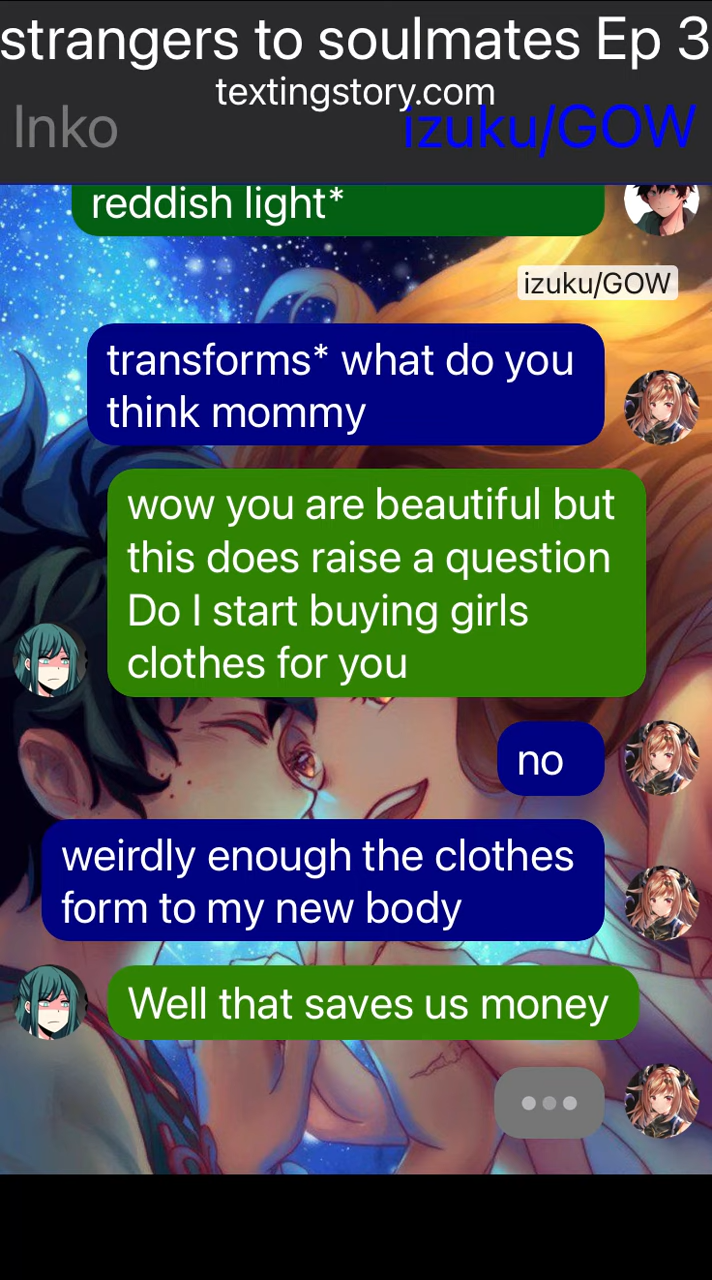 strangers to soulmates Ep 3
textingstory.com
Inko
izuku/GOW
reddish light*
izuku/GOW
transforms* what do you
think mommy
wow you are beautiful but
this does raise a question
Do I start buying girls
clothes for you
no
weirdly enough the clothes
form to my new body
Well that saves us money